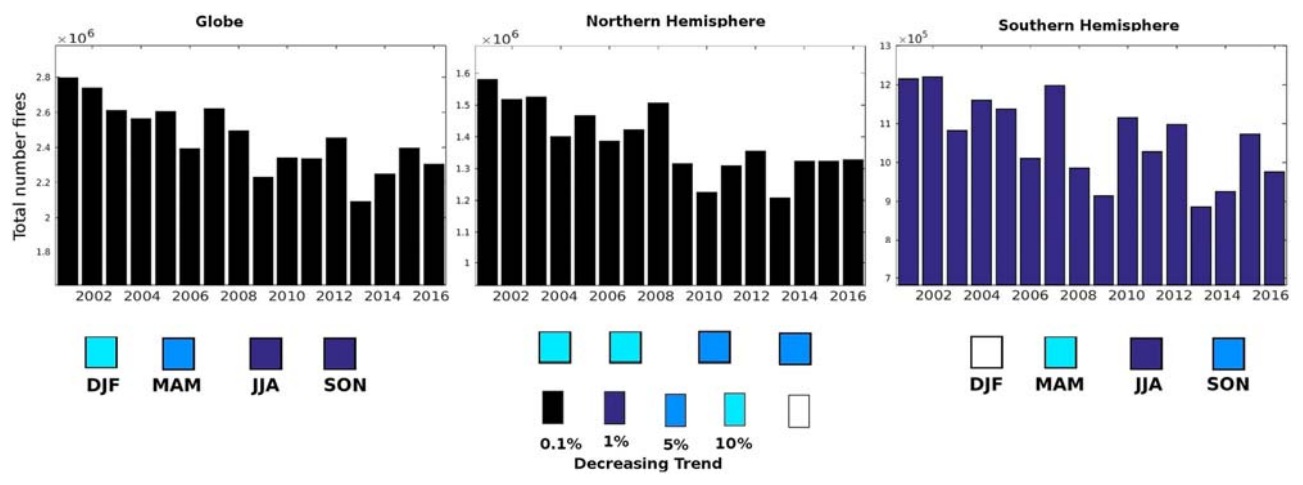 Globe
×10⁶
Total number fires
2.8
2.6
2.4
2.2
2
1.8
2002 2004 2006 2008 2010 2012 2014 2016
DJF MAM JJA SON
Northern Hemisphere
×10⁶
1.6
1.5
1.4
1.3
1.2
1.1
1
2002 2004 2006 2008 2010 2012 2014 2016
Southern Hemisphere
×10⁵
13
12
11
10
9
8
7
2002 2004 2006 2008 2010 2012 2014 2016
DJF MAM JJA SON
0.1% 1% 5% 10%
Decreasing Trend